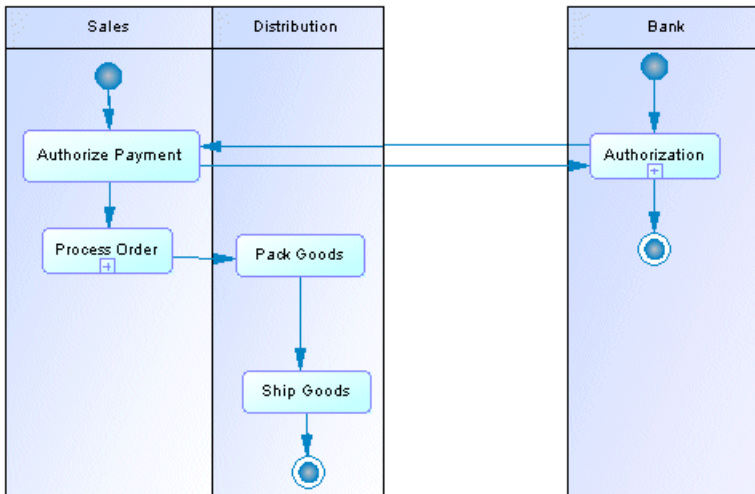 Sales
Distribution
Bank
Authorize Payment
Authorization
Process Order
Pack Goods
Ship Goods